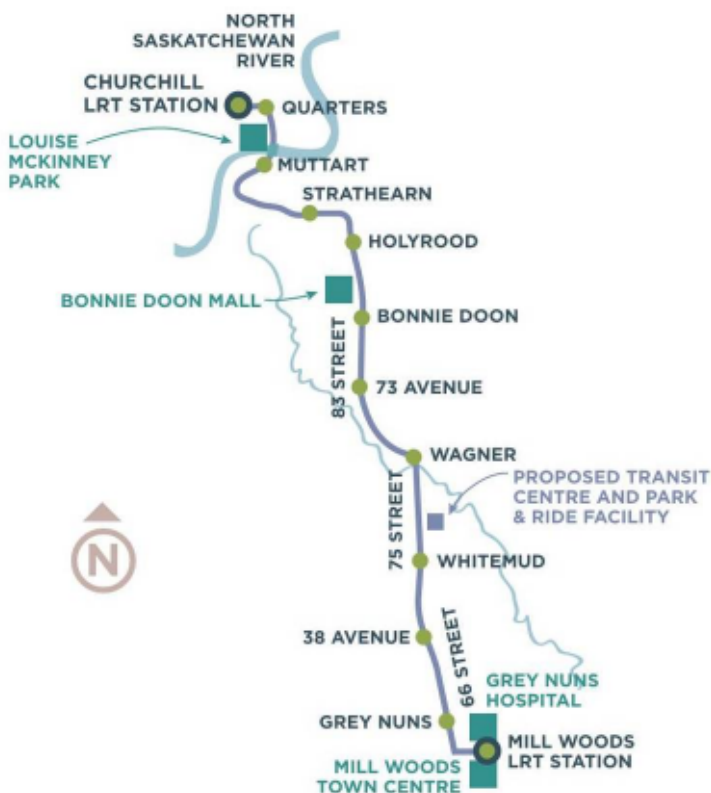 NORTH
SASKATCHEWAN
RIVER
CHURCHILL
LRT STATION
QUARTERS
LOUISE
MCKINNEY
PARK
MUTTART
STRATHEARN
HOLYROOD
BONNIE DOON MALL
BONNIE DOON
83 STREET
73 AVENUE
WAGNER
PROPOSED TRANSIT
CENTRE AND PARK
& RIDE FACILITY
75 STREET
N
WHITEMUD
38 AVENUE
66 STREET
GREY NUNS
HOSPITAL
GREY NUNS
MILL WOODS
LRT STATION
MILL WOODS
TOWN CENTRE